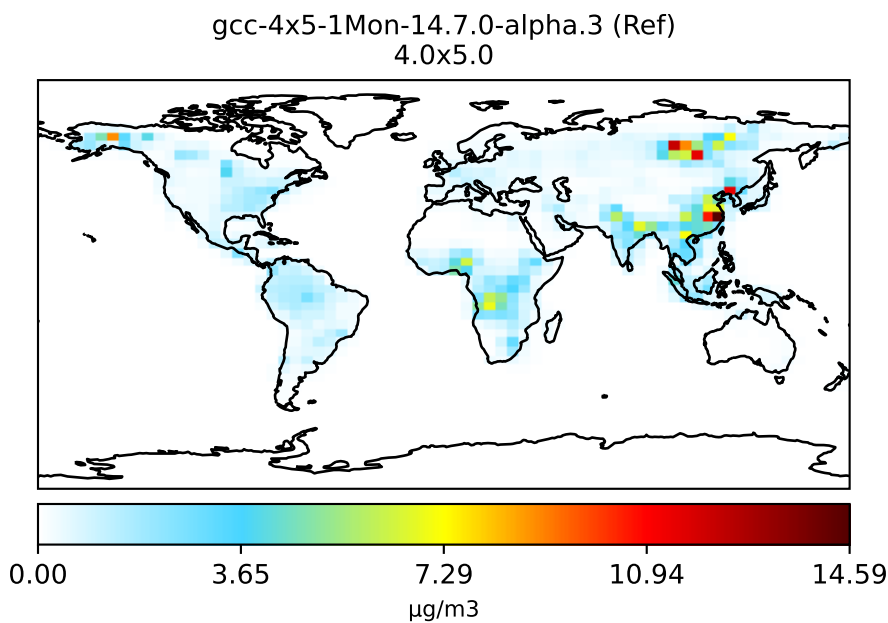 gcc-4x5-1Mon-14.7.0-alpha.3 (Ref)
4.0x5.0
0.00 3.65 7.29 10.94 14.59
μg/m3